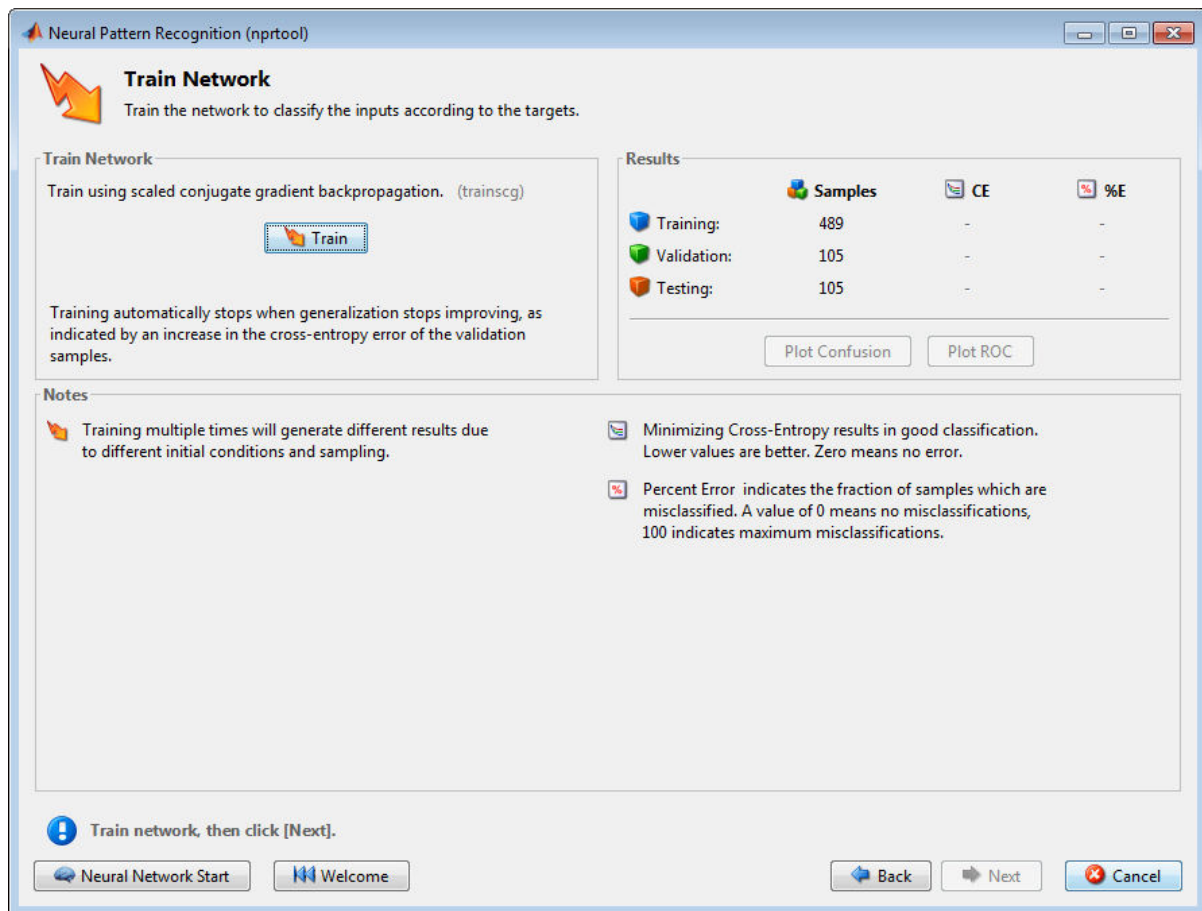 Neural Pattern Recognition (nprtool)
Train Network
Train the network to classify the inputs according to the targets.
Train Network
Train using scaled conjugate gradient backpropagation. (trainscg)
Train
Training automatically stops when generalization stops improving, as
indicated by an increase in the cross-entropy error of the validation
samples.
Results
Samples CE %E
Training: 489 - -
Validation: 105 - -
Testing: 105 - -
Plot Confusion Plot ROC
Notes
Training multiple times will generate different results due
to different initial conditions and sampling.
Minimizing Cross-Entropy results in good classification.
Lower values are better. Zero means no error.
Percent Error indicates the fraction of samples which are
misclassified. A value of 0 means no misclassifications,
100 indicates maximum misclassifications.
Train network, then click [Next].
Neural Network Start Welcome Back Next Cancel